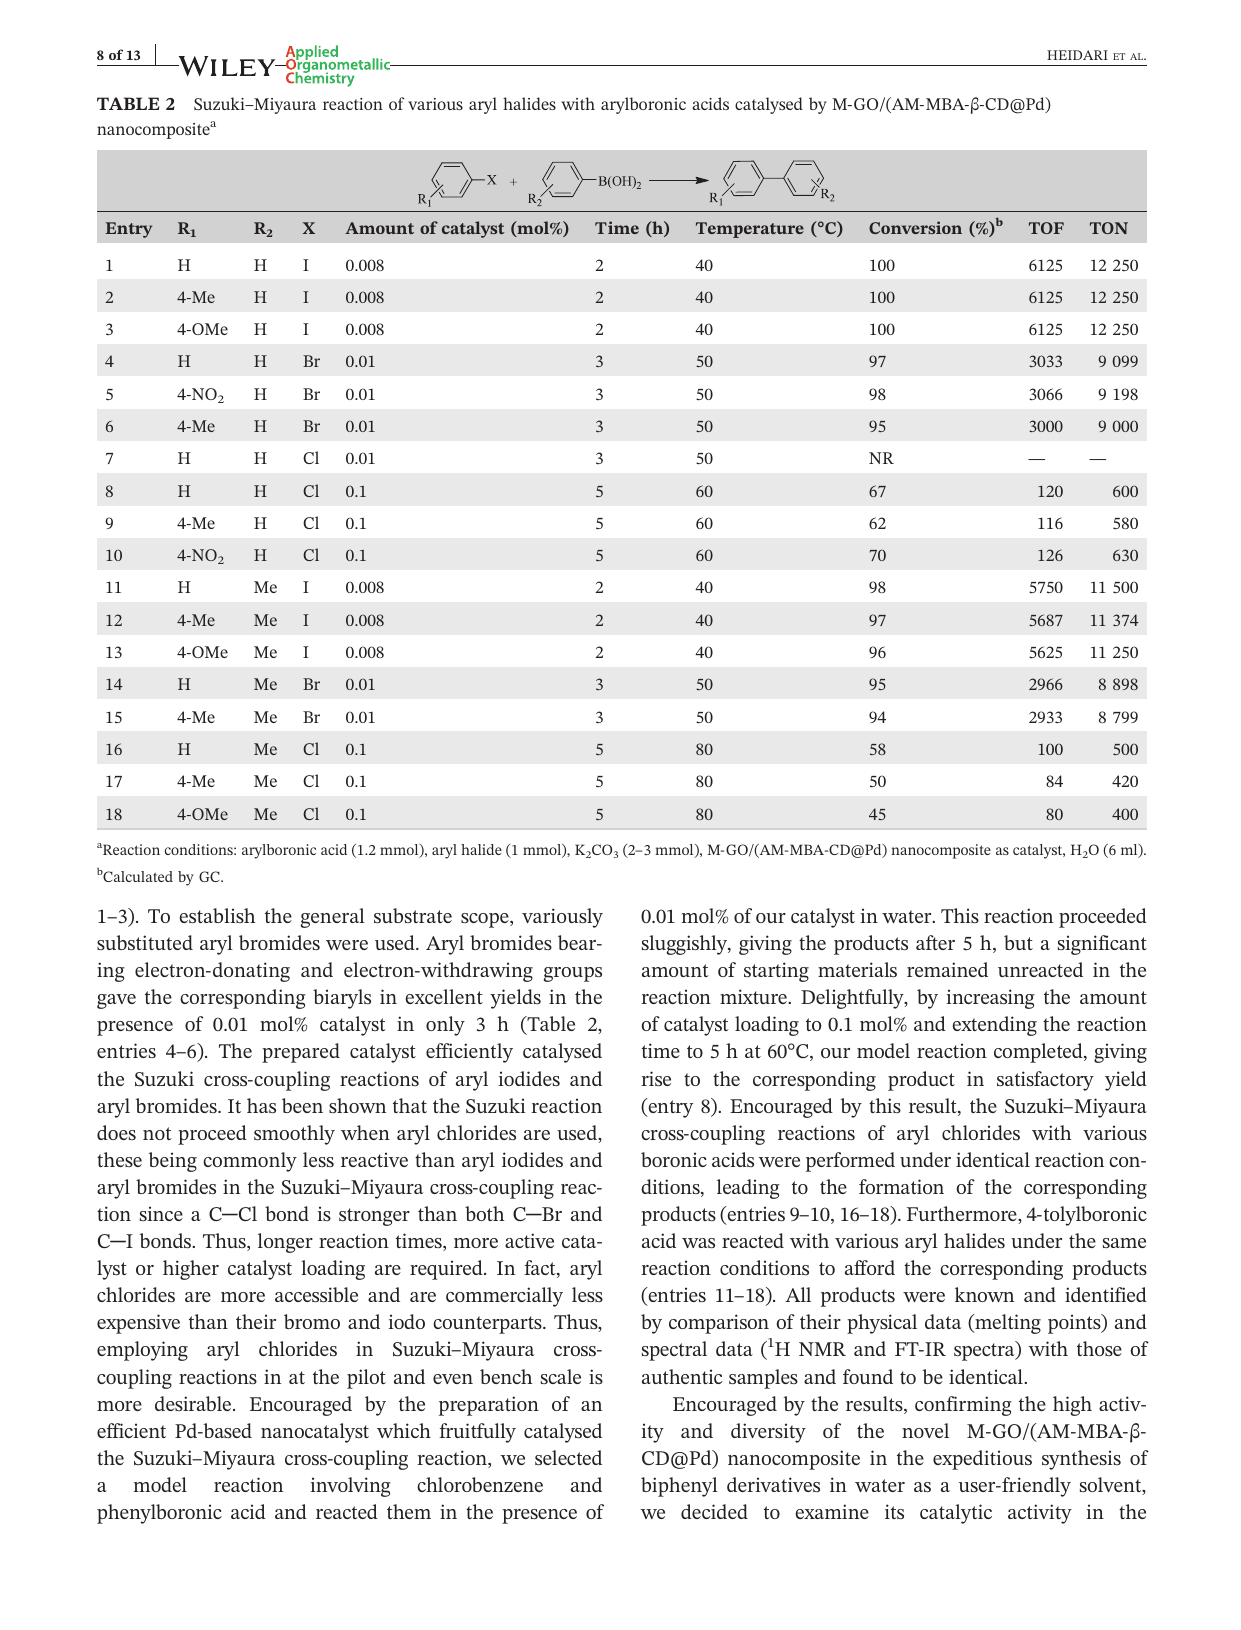 8 of 13
WILEY
Applied
Organometallic
Chemistry
HEIDARI ET AL.
TABLE 2 Suzuki–Miyaura reaction of various aryl halides with arylboronic acids catalysed by M-GO/(AM-MBA-β-CD@Pd)
nanocompositeᵃ
R₁ X + R₂ B(OH)₂ R₁ R₂
Entry R₁ R₂ X Amount of catalyst (mol%) Time (h) Temperature (°C) Conversion (%)ᵇ TOF TON
1 H H I 0.008 2 40 100 6125 12 250
2 4-Me H I 0.008 2 40 100 6125 12 250
3 4-OMe H I 0.008 2 40 100 6125 12 250
4 H H Br 0.01 3 50 97 3033 9 099
5 4-NO₂ H Br 0.01 3 50 98 3066 9 198
6 4-Me H Br 0.01 3 50 95 3000 9 000
7 H H Cl 0.01 3 50 NR — —
8 H H Cl 0.1 5 60 67 120 600
9 4-Me H Cl 0.1 5 60 62 116 580
10 4-NO₂ H Cl 0.1 5 60 70 126 630
11 H Me I 0.008 2 40 98 5750 11 500
12 4-Me Me I 0.008 2 40 97 5687 11 374
13 4-OMe Me I 0.008 2 40 96 5625 11 250
14 H Me Br 0.01 3 50 95 2966 8 898
15 4-Me Me Br 0.01 3 50 94 2933 8 799
16 H Me Cl 0.1 5 80 58 100 500
17 4-Me Me Cl 0.1 5 80 50 84 420
18 4-OMe Me Cl 0.1 5 80 45 80 400
ᵃReaction conditions: arylboronic acid (1.2 mmol), aryl halide (1 mmol), K₂CO₃ (2–3 mmol), M-GO/(AM-MBA-CD@Pd) nanocomposite as catalyst, H₂O (6 ml).
ᵇCalculated by GC.
1–3). To establish the general substrate scope, variously
substituted aryl bromides were used. Aryl bromides bear-
ing electron-donating and electron-withdrawing groups
gave the corresponding biaryls in excellent yields in the
presence of 0.01 mol% catalyst in only 3 h (Table 2,
entries 4–6). The prepared catalyst efficiently catalysed
the Suzuki cross-coupling reactions of aryl iodides and
aryl bromides. It has been shown that the Suzuki reaction
does not proceed smoothly when aryl chlorides are used,
these being commonly less reactive than aryl iodides and
aryl bromides in the Suzuki–Miyaura cross-coupling reac-
tion since a C─Cl bond is stronger than both C─Br and
C─I bonds. Thus, longer reaction times, more active cata-
lyst or higher catalyst loading are required. In fact, aryl
chlorides are more accessible and are commercially less
expensive than their bromo and iodo counterparts. Thus,
employing aryl chlorides in Suzuki–Miyaura cross-
coupling reactions in at the pilot and even bench scale is
more desirable. Encouraged by the preparation of an
efficient Pd-based nanocatalyst which fruitfully catalysed
the Suzuki–Miyaura cross-coupling reaction, we selected
a model reaction involving chlorobenzene and
phenylboronic acid and reacted them in the presence of
0.01 mol% of our catalyst in water. This reaction proceeded
sluggishly, giving the products after 5 h, but a significant
amount of starting materials remained unreacted in the
reaction mixture. Delightfully, by increasing the amount
of catalyst loading to 0.1 mol% and extending the reaction
time to 5 h at 60°C, our model reaction completed, giving
rise to the corresponding product in satisfactory yield
(entry 8). Encouraged by this result, the Suzuki–Miyaura
cross-coupling reactions of aryl chlorides with various
boronic acids were performed under identical reaction con-
ditions, leading to the formation of the corresponding
products (entries 9–10, 16–18). Furthermore, 4-tolylboronic
acid was reacted with various aryl halides under the same
reaction conditions to afford the corresponding products
(entries 11–18). All products were known and identified
by comparison of their physical data (melting points) and
spectral data (¹H NMR and FT-IR spectra) with those of
authentic samples and found to be identical.
Encouraged by the results, confirming the high activ-
ity and diversity of the novel M-GO/(AM-MBA-β-
CD@Pd) nanocomposite in the expeditious synthesis of
biphenyl derivatives in water as a user-friendly solvent,
we decided to examine its catalytic activity in the